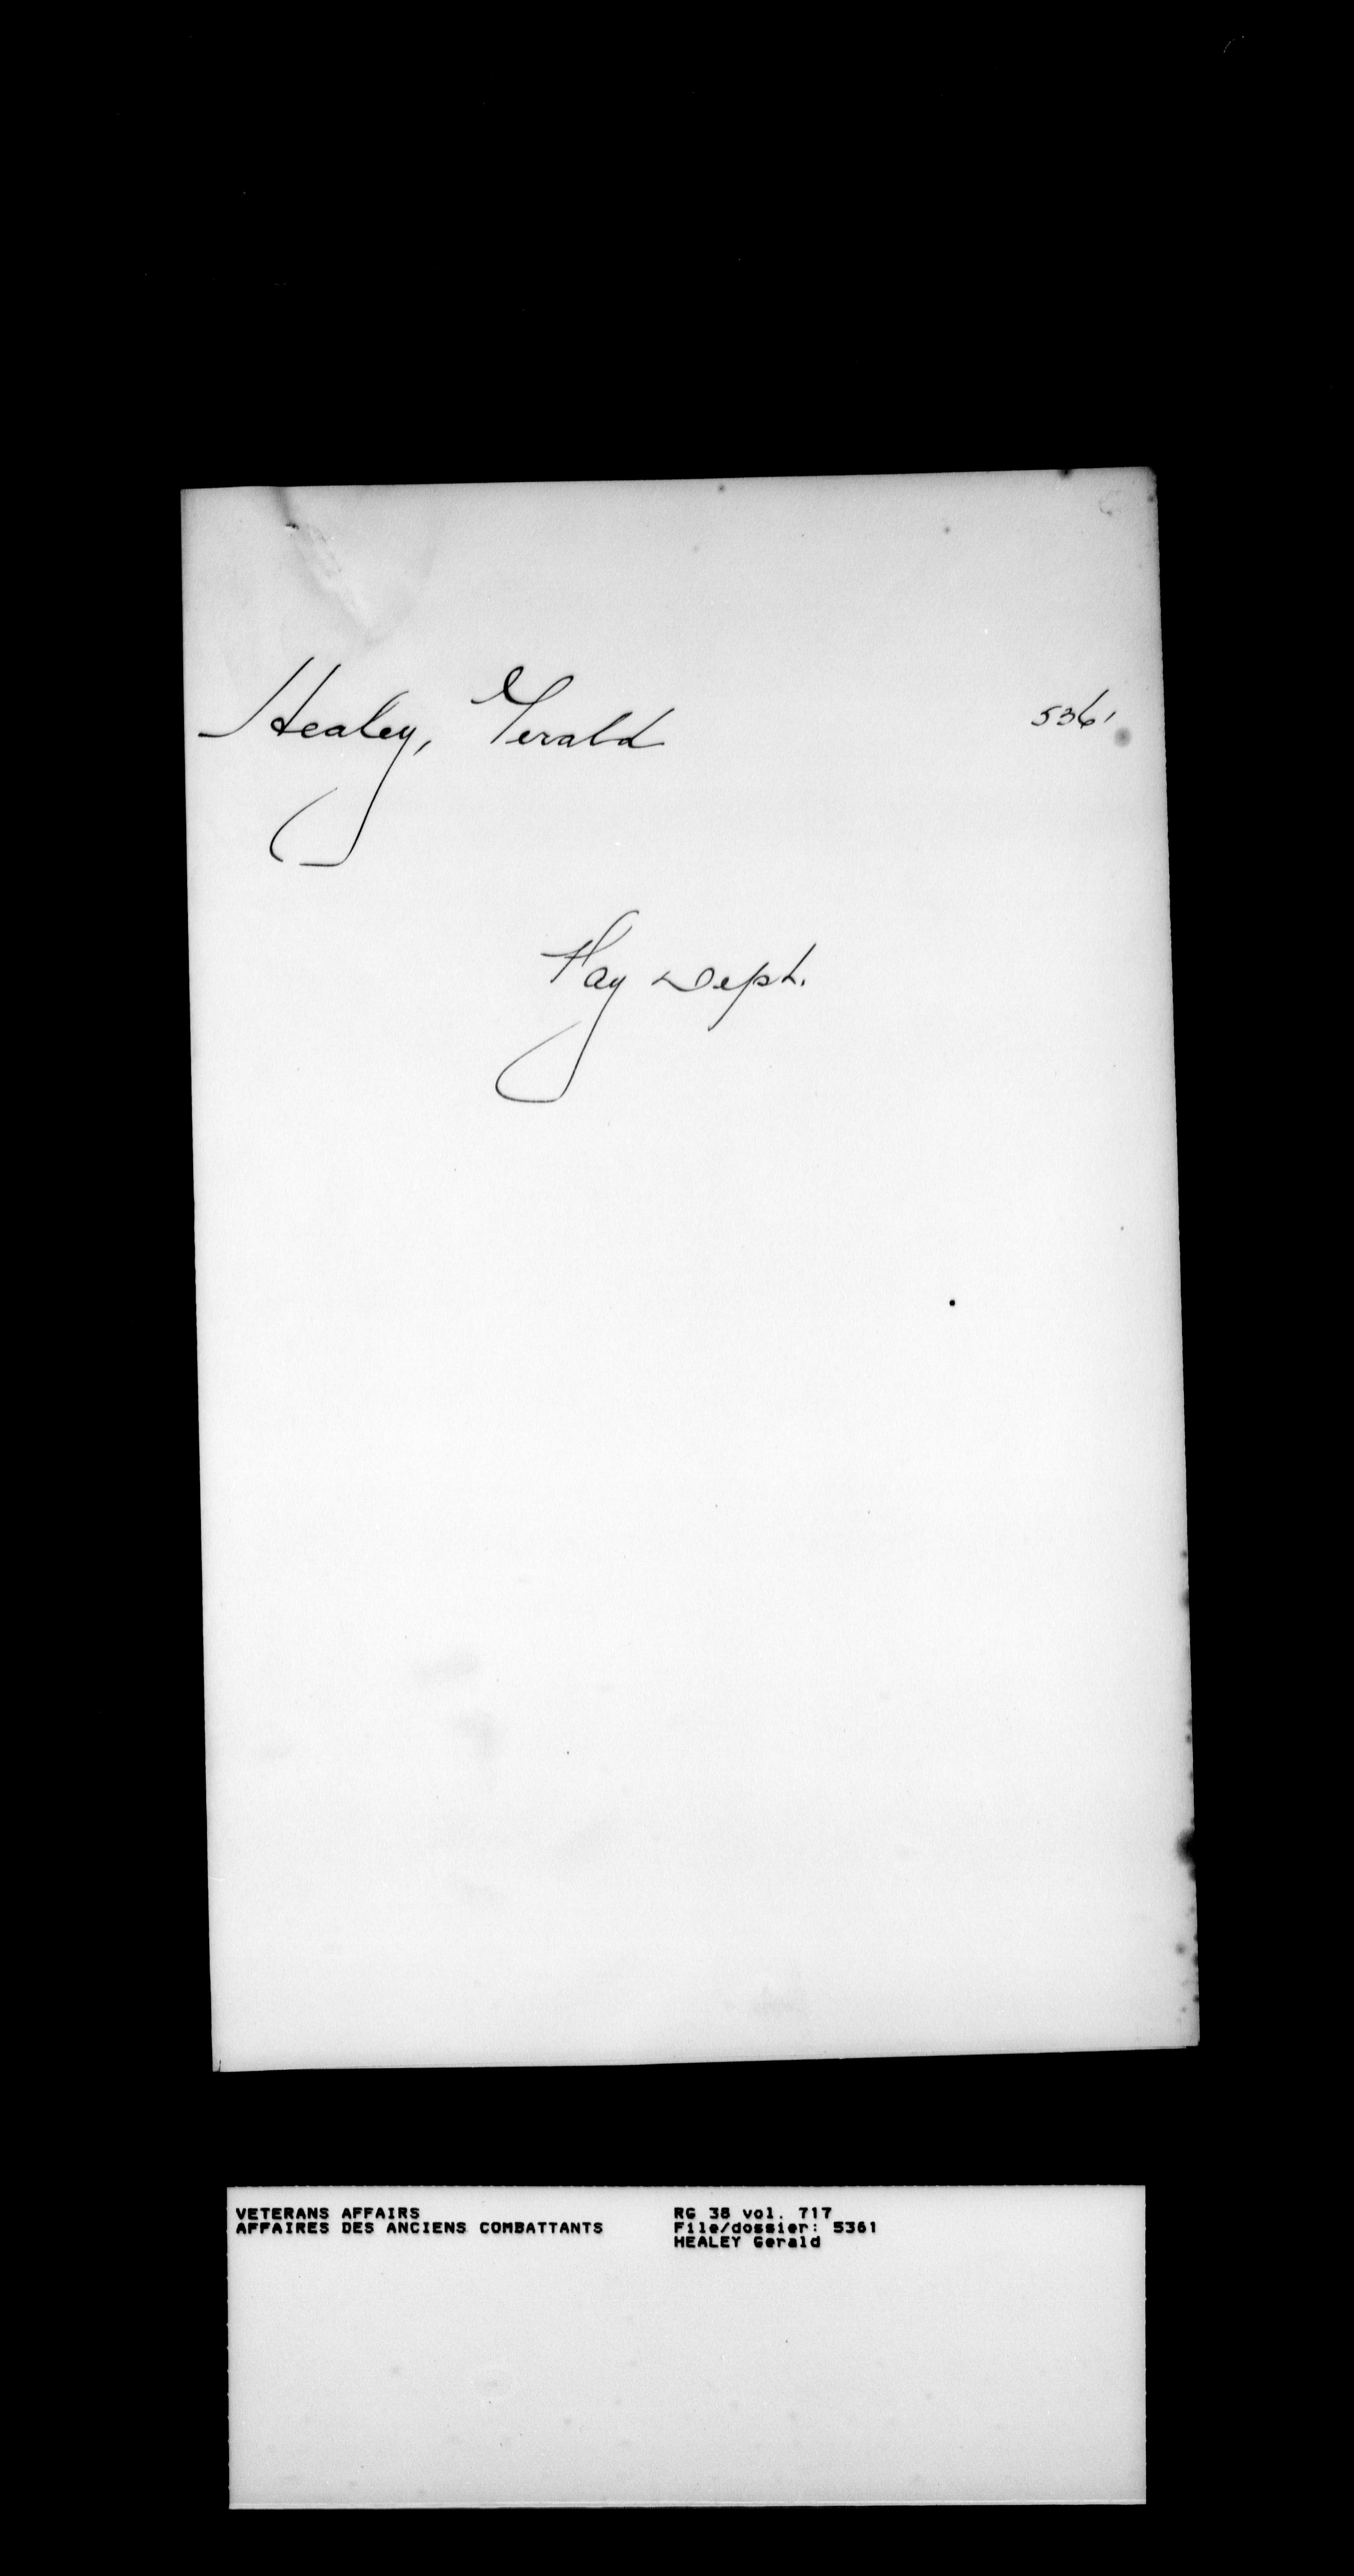 Healey, Gerald 5361
Pay Dept.
VETERANS AFFAIRS RG 38 vol. 717
AFFAIRES DES ANCIENS COMBATTANTS File/dossier: 5361
HEALEY Gerald